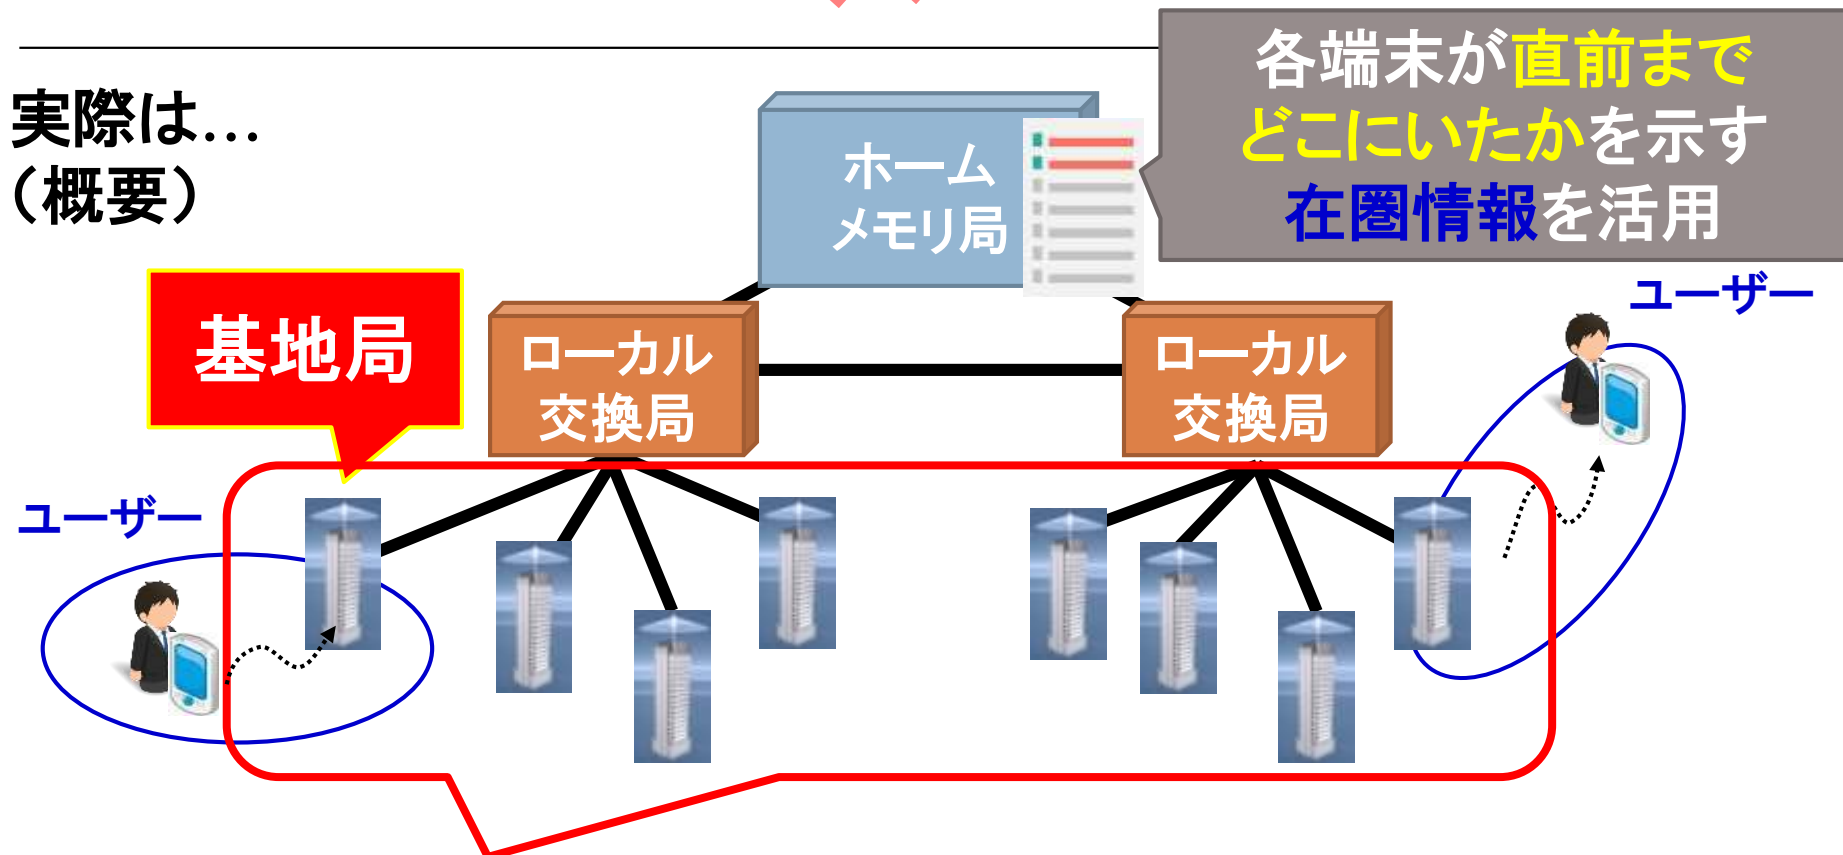 実際は…
（概要）
各端末が直前まで
どこにいたかを示す
在圏情報を活用
ホーム
メモリ局
ユーザー
基地局
ローカル
交換局
ローカル
交換局
ユーザー